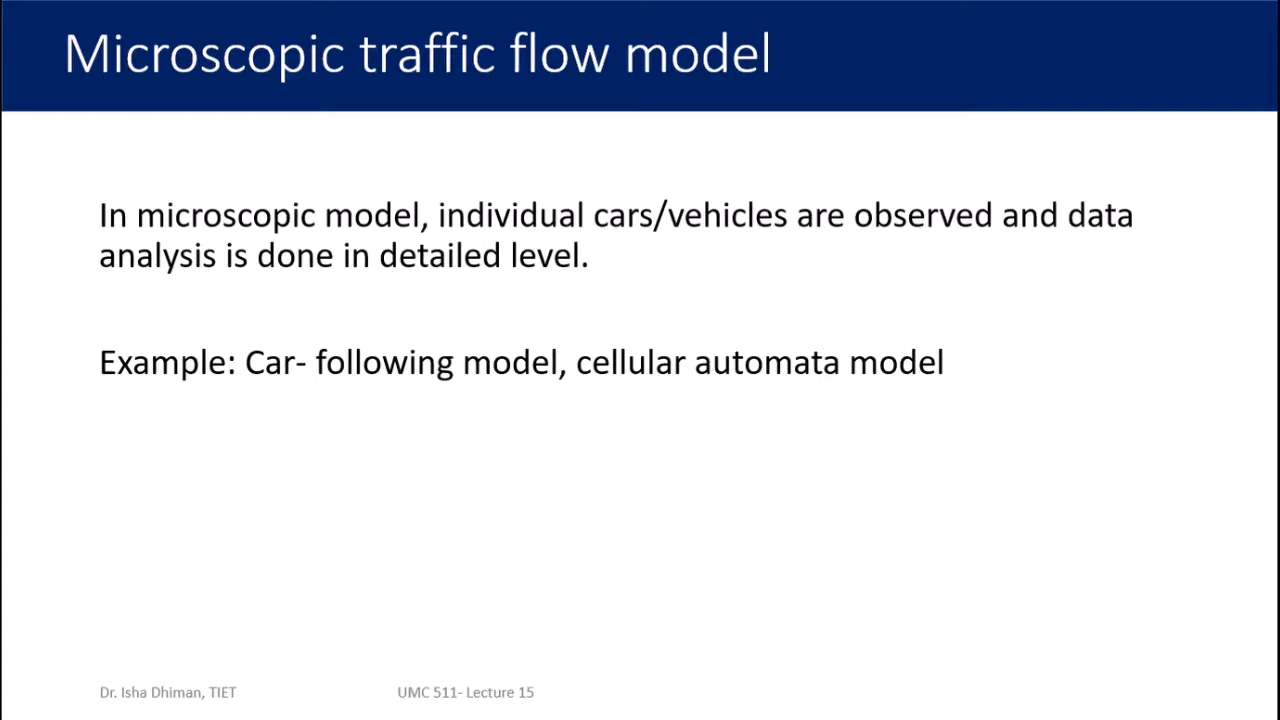 Microscopic traffic flow model
In microscopic model, individual cars/vehicles are observed and data
analysis is done in detailed level.
Example: Car- following model, cellular automata model
Dr. Isha Dhiman, TIET
UMC 511- Lecture 15